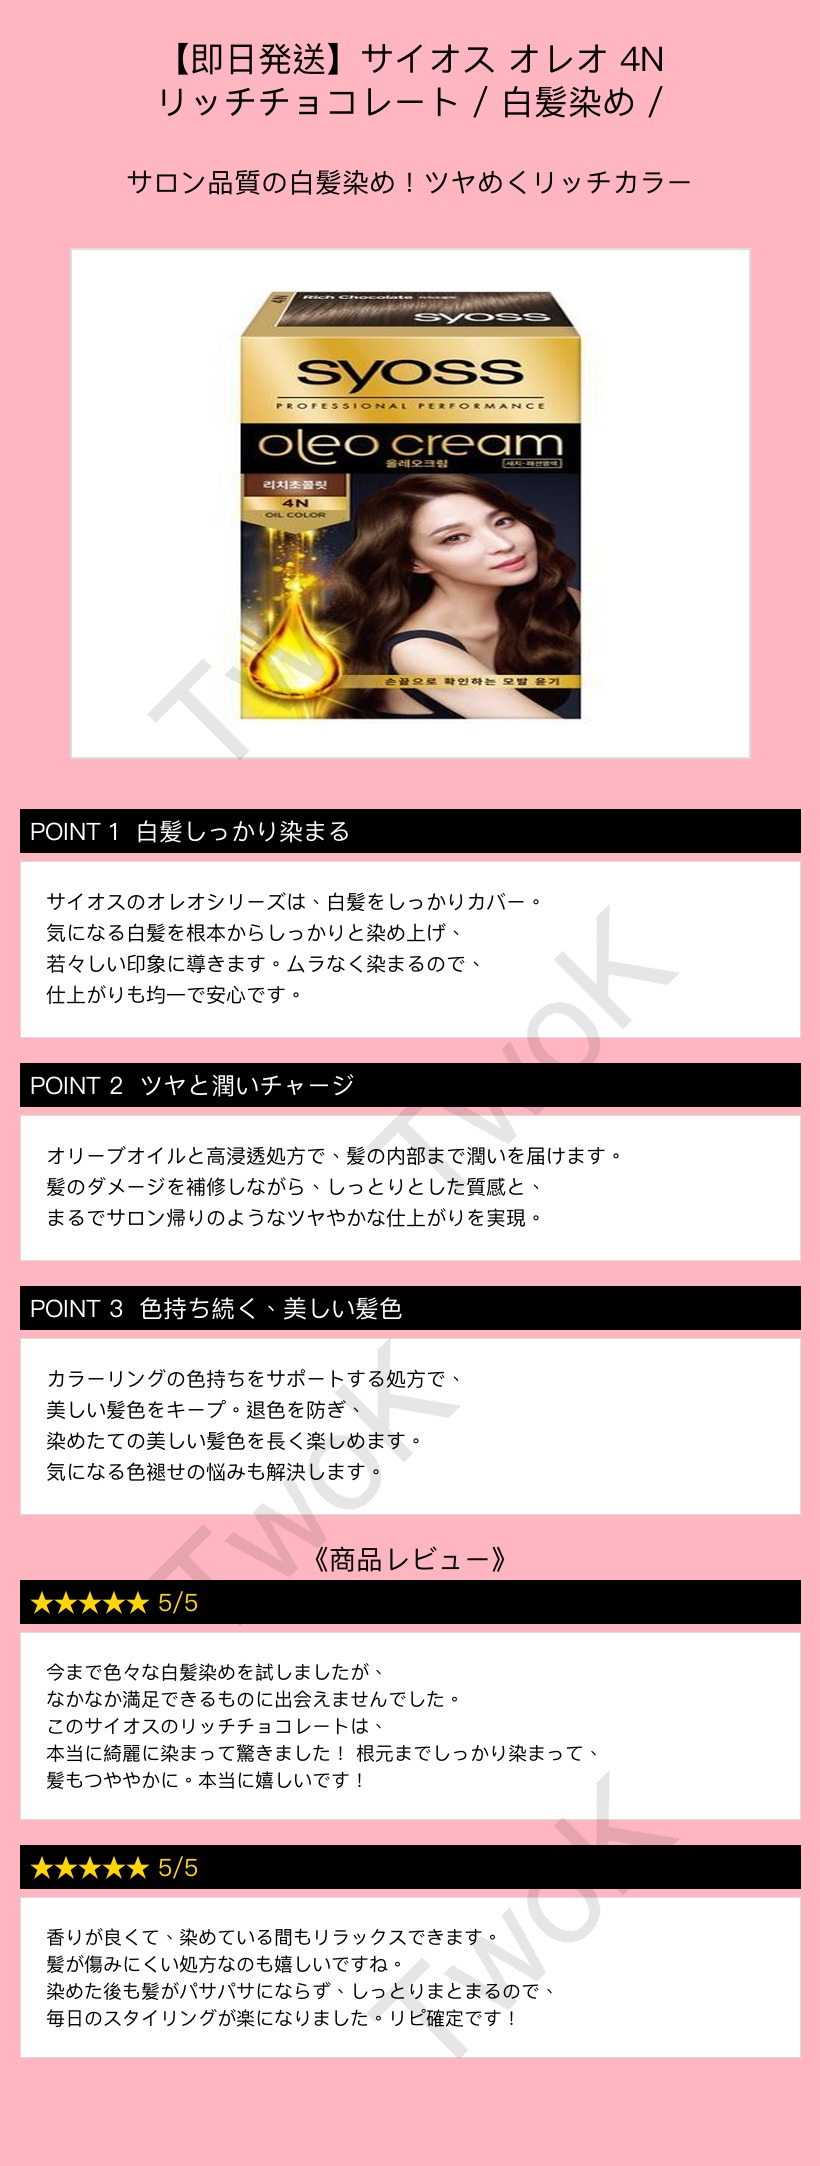 【即日発送】サイオス オレオ 4N
リッチチョコレート / 白髪染め /
サロン品質の白髪染め！ツヤめくリッチカラー
4N
Rich Chocolate
syoss
syoss
PROFESSIONAL PERFORMANCE
oleo cream
올레오크림
새치·패션염색
리치초콜릿
4N
OIL COLOR
손끝으로 확인하는 모발 윤기
TwoK
POINT 1 白髪しっかり染まる
サイオスのオレオシリーズは、白髪をしっかりカバー。
気になる白髪を根本からしっかりと染め上げ、
若々しい印象に導きます。ムラなく染まるので、
仕上がりも均一で安心です。
TwoK
POINT 2 ツヤと潤いチャージ
オリーブオイルと高浸透処方で、髪の内部まで潤いを届けます。
髪のダメージを補修しながら、しっとりとした質感と、
まるでサロン帰りのようなツヤやかな仕上がりを実現。
POINT 3 色持ち続く、美しい髪色
カラーリングの色持ちをサポートする処方で、
美しい髪色をキープ。退色を防ぎ、
染めたての美しい髪色を長く楽しめます。
気になる色褪せの悩みも解決します。
TwoK
《商品レビュー》
★★★★★ 5/5
今まで色々な白髪染めを試しましたが、
なかなか満足できるものに出会えませんでした。
このサイオスのリッチチョコレートは、
本当に綺麗に染まって驚きました！ 根元までしっかり染まって、
髪もつややかに。本当に嬉しいです！
★★★★★ 5/5
TwoK
香りが良くて、染めている間もリラックスできます。
髪が傷みにくい処方なのも嬉しいですね。
染めた後も髪がパサパサにならず、しっとりまとまるので、
毎日のスタイリングが楽になりました。リピ確定です！